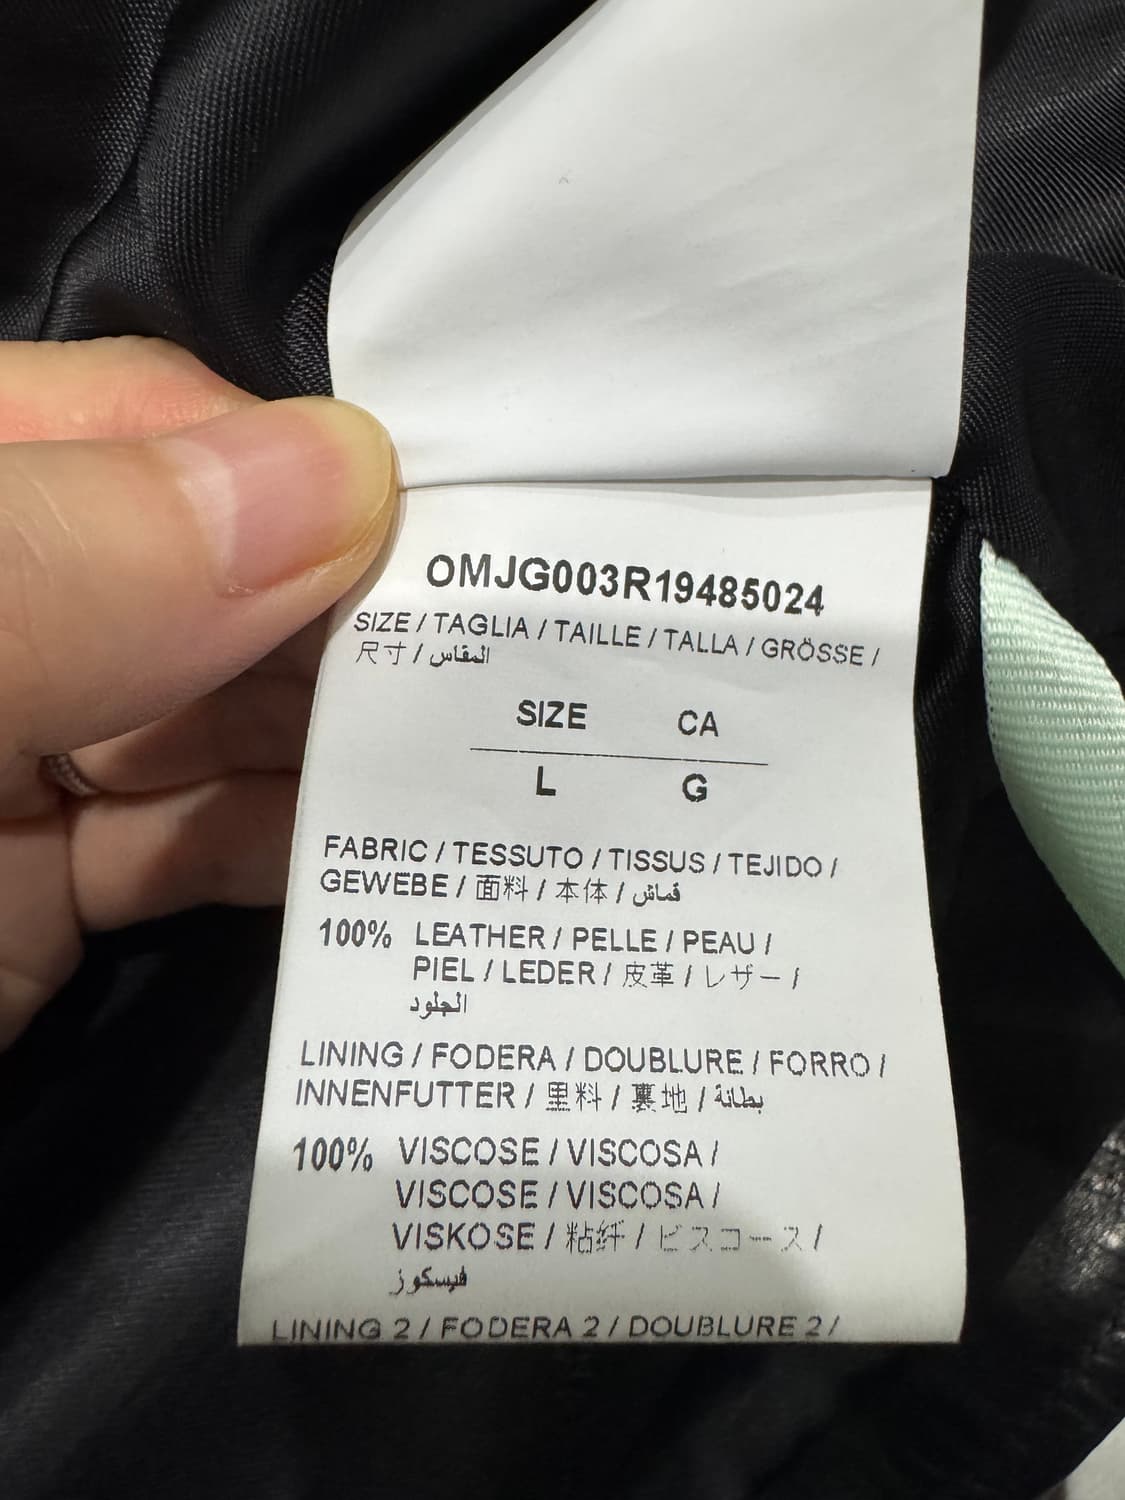 OMJG003R19485024
SIZE / TAGLIA / TAILLE / TALLA / GRÖSSE /
尺寸 / المقاس
SIZE CA
L G
FABRIC / TESSUTO / TISSUS / TEJIDO /
GEWEBE / 面料 / 本体 / قماش
100% LEATHER / PELLE / PEAU /
PIEL / LEDER / 皮革 / レザー /
الجلود
LINING / FODERA / DOUBLURE / FORRO /
INNENFUTTER / 里料 / 裏地 / بطانة
100% VISCOSE / VISCOSA /
VISCOSE / VISCOSA /
VISKOSE / 粘纤 / ビスコース /
فيسكوز
LINING 2 / FODERA 2 / DOUBLURE 2 /